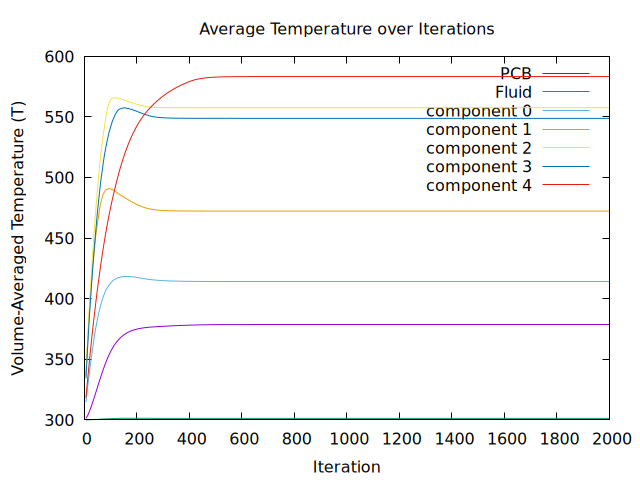 Average Temperature over Iterations
600
550
500
450
400
350
300
Volume-Averaged Temperature (T)
PCB
Fluid
component 0
component 1
component 2
component 3
component 4
0 200 400 600 800 1000 1200 1400 1600 1800 2000
Iteration